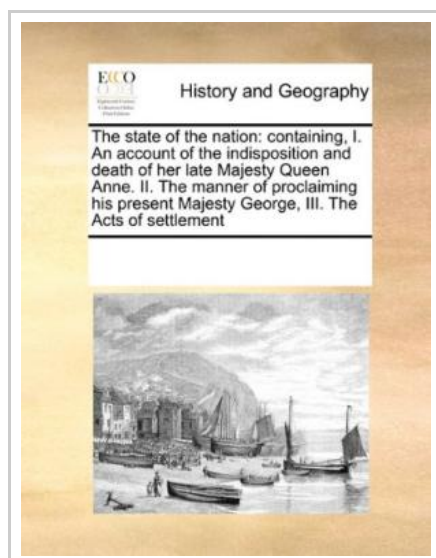 ECCO
History and Geography
The state of the nation: containing, I.
An account of the indisposition and
death of her late Majesty Queen
Anne. II. The manner of proclaiming
his present Majesty George, III. The
Acts of settlement